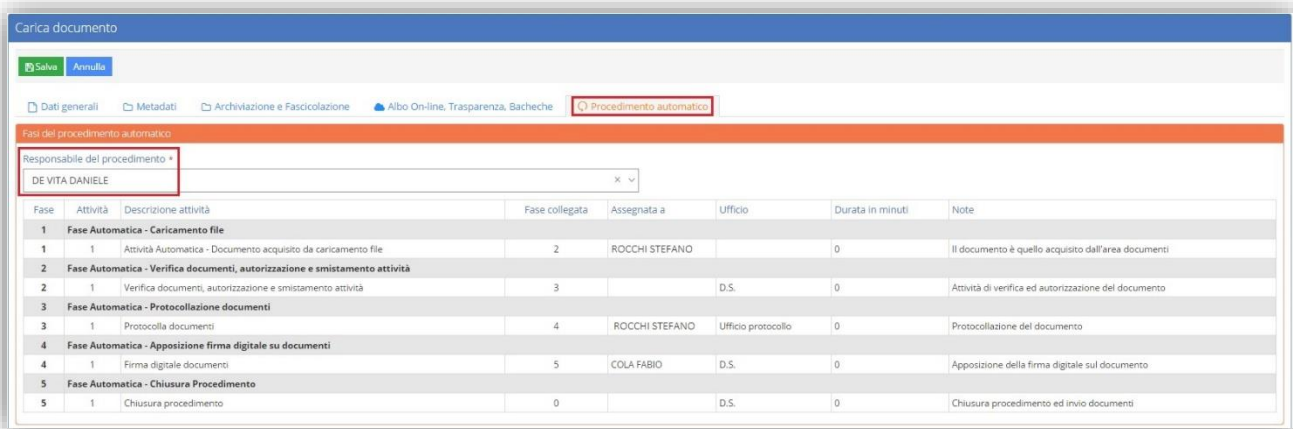 Carica documento
Salva Annulla
Dati generali Metadati Archiviazione e Fascicolazione Albo On-line, Trasparenza, Bacheche Procedimento automatico
Fasi del procedimento automatico
Responsabile del procedimento *
DE VITA DANIELE
Fase Attività Descrizione attività Fase collegata Assegnata a Ufficio Durata in minuti Note
1 Fase Automatica - Caricamento file
1 1 Attività Automatica - Documento acquisito da caricamento file 2 ROCCHI STEFANO 0 Il documento è quello acquisito dall'area documenti
2 Fase Automatica - Verifica documenti, autorizzazione e smistamento attività
2 1 Verifica documenti, autorizzazione e smistamento attività 3 D.S. 0 Attività di verifica ed autorizzazione del documento
3 Fase Automatica - Protocollazione documenti
3 1 Protocolla documenti 4 ROCCHI STEFANO Ufficio protocollo 0 Protocollazione del documento
4 Fase Automatica - Apposizione firma digitale su documenti
4 1 Firma digitale documenti 5 COLA FABIO D.S. 0 Apposizione della firma digitale sul documento
5 Fase Automatica - Chiusura Procedimento
5 1 Chiusura procedimento 0 D.S. 0 Chiusura procedimento ed invio documenti